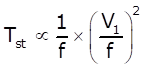 T_st ∝ 1/f × (V_1/f)^2